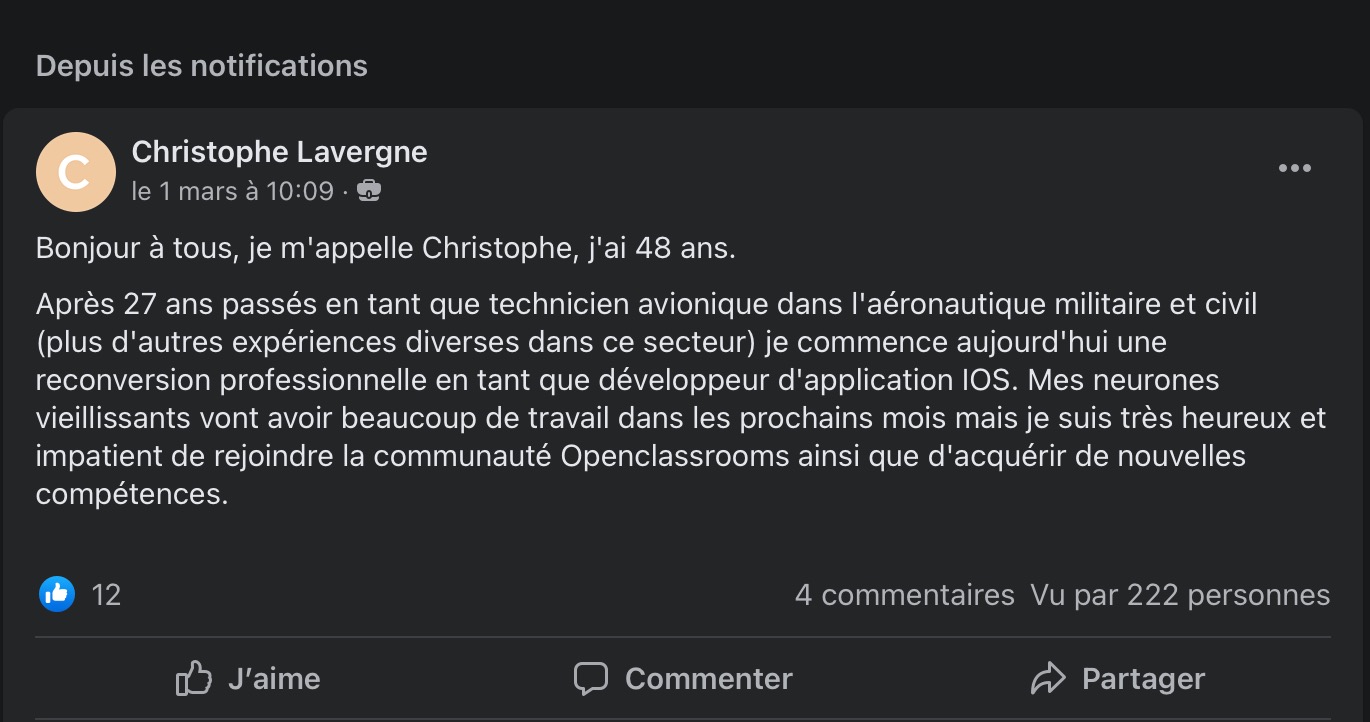 Depuis les notifications
C
Christophe Lavergne
le 1 mars à 10:09 ·
Bonjour à tous, je m'appelle Christophe, j'ai 48 ans.
Après 27 ans passés en tant que technicien avionique dans l'aéronautique militaire et civil
(plus d'autres expériences diverses dans ce secteur) je commence aujourd'hui une
reconversion professionnelle en tant que développeur d'application IOS. Mes neurones
vieillissants vont avoir beaucoup de travail dans les prochains mois mais je suis très heureux et
impatient de rejoindre la communauté Openclassrooms ainsi que d'acquérir de nouvelles
compétences.
12
4 commentaires Vu par 222 personnes
J’aime
Commenter
Partager